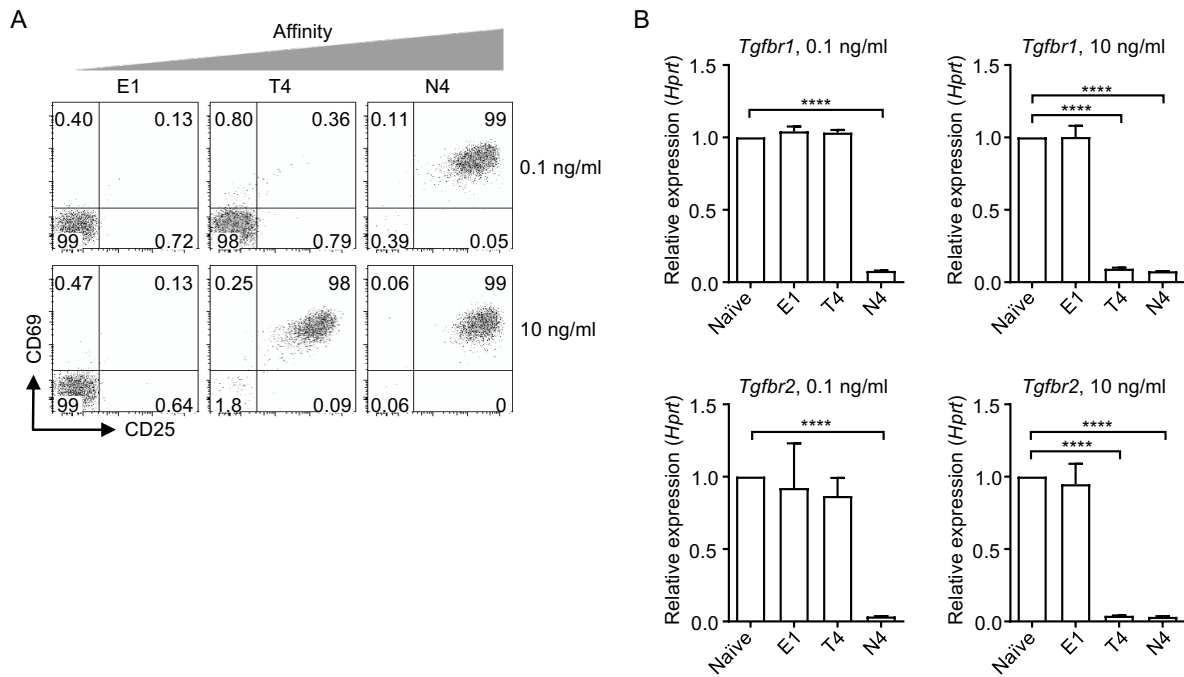 A
Affinity
E1 T4 N4
0.40 0.13 0.80 0.36 0.11 99
0.1 ng/ml
99 0.72 98 0.79 0.39 0.05
0.47 0.13 0.25 98 0.06 99
10 ng/ml
99 0.64 1.8 0.09 0.06 0
CD69
CD25
B
Tgfbr1, 0.1 ng/ml
Relative expression (Hprt)
1.5
1.0
0.5
0.0
****
Naïve E1 T4 N4
Tgfbr1, 10 ng/ml
Relative expression (Hprt)
1.5
1.0
0.5
0.0
****
****
Naïve E1 T4 N4
Tgfbr2, 0.1 ng/ml
Relative expression (Hprt)
1.5
1.0
0.5
0.0
****
Naïve E1 T4 N4
Tgfbr2, 10 ng/ml
Relative expression (Hprt)
1.5
1.0
0.5
0.0
****
****
Naïve E1 T4 N4